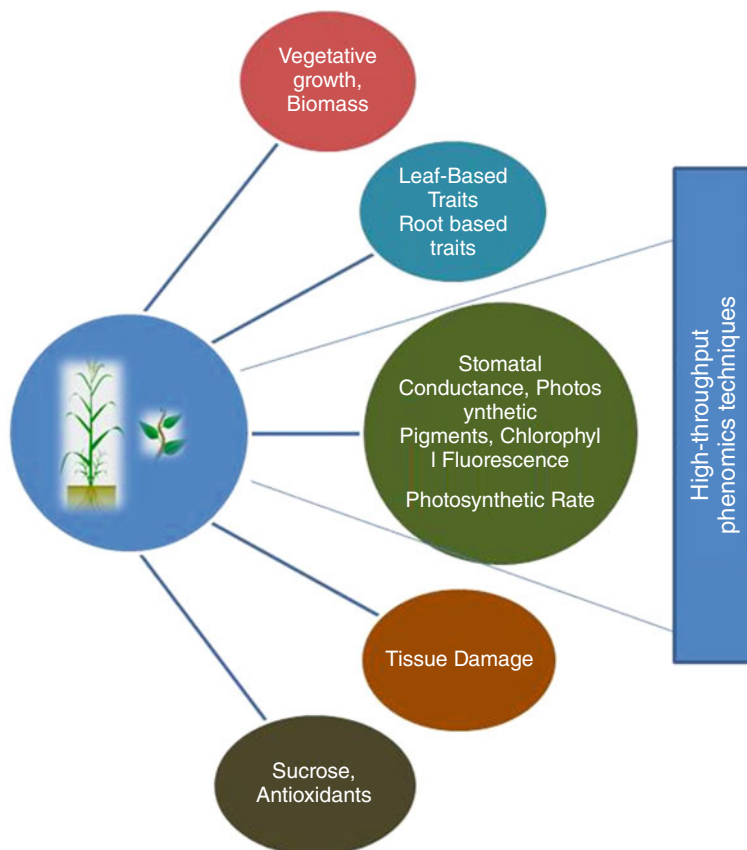 Vegetative
growth,
Biomass
Leaf-Based
Traits
Root based
traits
Stomatal
Conductance, Photos
ynthetic
Pigments, Chlorophyl
l Fluorescence
Photosynthetic Rate
Tissue Damage
Sucrose,
Antioxidants
High-throughput
phenomics techniques